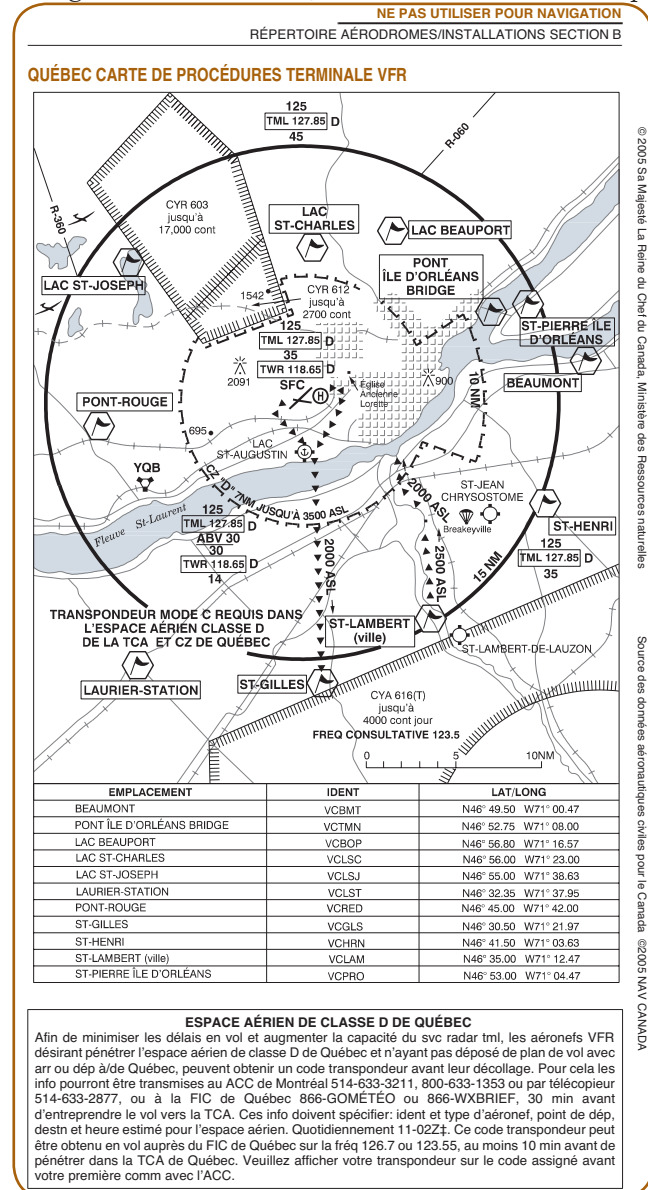 NE PAS UTILISER POUR NAVIGATION
RÉPERTOIRE AÉRODROMES/INSTALLATIONS SECTION B
QUÉBEC CARTE DE PROCÉDURES TERMINALE VFR
125
TML 127.85 D
45
R-060
R-360
CYR 603
jusqu'à
17,000 cont
LAC
ST-CHARLES
LAC BEAUPORT
PONT
ÎLE D'ORLÉANS
BRIDGE
LAC ST-JOSEPH
1542
CYR 612
jusqu'à
2700 cont
125
TML 127.85 D
35
TWR 118.65 D
SFC
H
2091
900
10 NM
ST-PIERRE ÎLE
D'ORLÉANS
BEAUMONT
Église
Ancienne
Lorette
PONT-ROUGE
695
LAC
ST-AUGUSTIN
YQB
CZ "D" 7NM JUSQU'À 3500 ASL
Fleuve St-Laurent
125
TML 127.85 D
ABV 30
30
TWR 118.65 D
14
2000 ASL
2000 ASL
2500 ASL
ST-JEAN
CHRYSOSTOME
Breakeyville
ST-HENRI
125
TML 127.85 D
35
15 NM
TRANSPONDEUR MODE C REQUIS DANS
L'ESPACE AÉRIEN CLASSE D
DE LA TCA ET CZ DE QUÉBEC
ST-LAMBERT
(ville)
ST-LAMBERT-DE-LAUZON
LAURIER-STATION
ST-GILLES
CYA 616(T)
jusqu'à
4000 cont jour
FREQ CONSULTATIVE 123.5
0 5 10NM
EMPLACEMENT IDENT LAT/LONG
BEAUMONT VCBMT N46° 49.50 W71° 00.47
PONT ÎLE D'ORLÉANS BRIDGE VCTMN N46° 52.75 W71° 08.00
LAC BEAUPORT VCBOP N46° 56.80 W71° 16.57
LAC ST-CHARLES VCLSC N46° 56.00 W71° 23.00
LAC ST-JOSEPH VCLSJ N46° 55.00 W71° 38.63
LAURIER-STATION VCLST N46° 32.35 W71° 37.95
PONT-ROUGE VCRED N46° 45.00 W71° 42.00
ST-GILLES VCGLS N46° 30.50 W71° 21.97
ST-HENRI VCHRN N46° 41.50 W71° 03.63
ST-LAMBERT (ville) VCLAM N46° 35.00 W71° 12.47
ST-PIERRE ÎLE D'ORLÉANS VCPRO N46° 53.00 W71° 04.47
ESPACE AÉRIEN DE CLASSE D DE QUÉBEC
Afin de minimiser les délais en vol et augmenter la capacité du svc radar tml, les aéronefs VFR
désirant pénétrer l'espace aérien de classe D de Québec et n'ayant pas déposé de plan de vol avec
arr ou dép à/de Québec, peuvent obtenir un code transpondeur avant leur décollage. Pour cela les
info pourront être transmises au ACC de Montréal 514-633-3211, 800-633-1353 ou par télécopieur
514-633-2877, ou à la FIC de Québec 866-GOMÉTÉO ou 866-WXBRIEF, 30 min avant
d'entreprendre le vol vers la TCA. Ces info doivent spécifier: ident et type d'aéronef, point de dép,
destn et heure estimé pour l'espace aérien. Quotidiennement 11-02Z‡. Ce code transpondeur peut
être obtenu en vol auprès du FIC de Québec sur la fréq 126.7 ou 123.55, au moins 10 min avant de
pénétrer dans la TCA de Québec. Veuillez afficher votre transpondeur sur le code assigné avant
votre première comm avec l'ACC.
© 2005 Sa Majesté La Reine du Chef du Canada, Ministère des Ressources naturelles
Source des données aéronautiques civiles pour le Canada ©2005 NAV CANADA